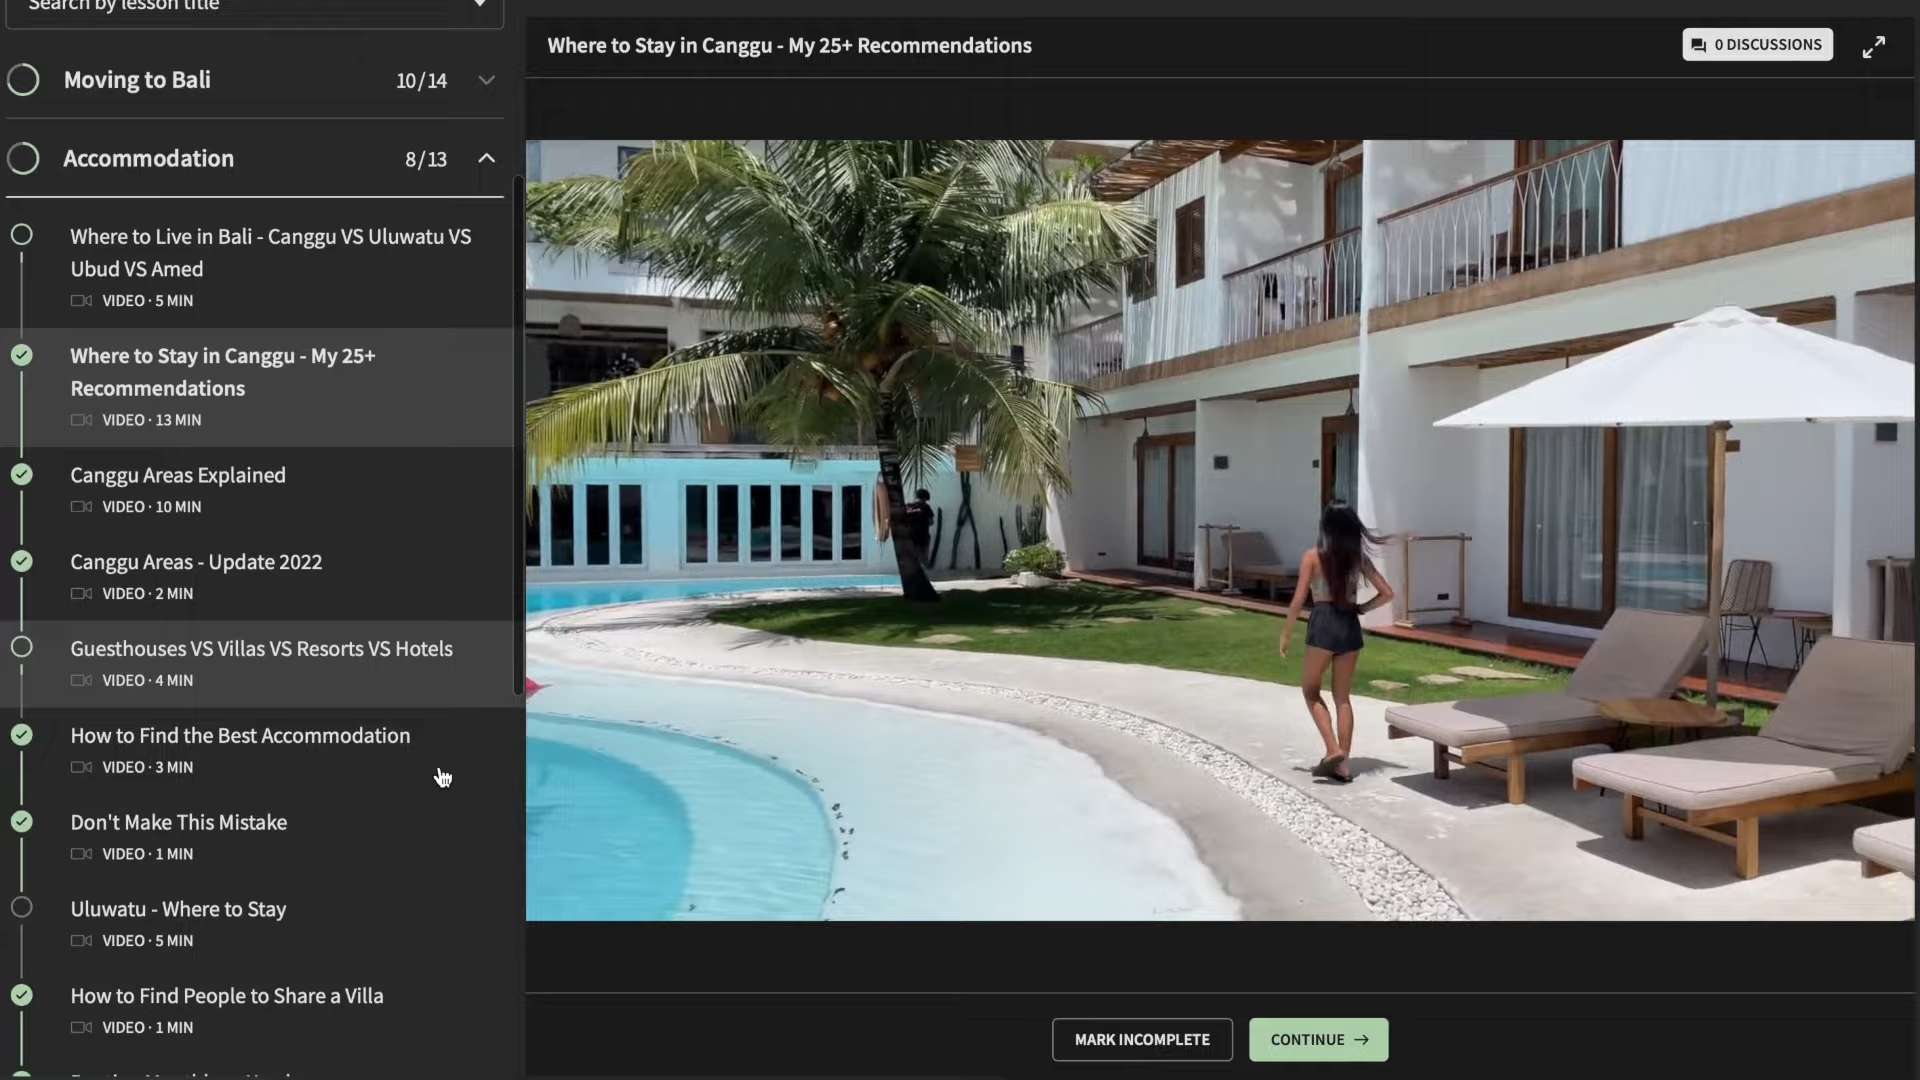 Search by lesson title
Moving to Bali
10/14
Accommodation
8/13
Where to Live in Bali - Canggu VS Uluwatu VS
Ubud VS Amed
VIDEO · 5 MIN
Where to Stay in Canggu - My 25+
Recommendations
VIDEO · 13 MIN
Canggu Areas Explained
VIDEO · 10 MIN
Canggu Areas - Update 2022
VIDEO · 2 MIN
Guesthouses VS Villas VS Resorts VS Hotels
VIDEO · 4 MIN
How to Find the Best Accommodation
VIDEO · 3 MIN
Don't Make This Mistake
VIDEO · 1 MIN
Uluwatu - Where to Stay
VIDEO · 5 MIN
How to Find People to Share a Villa
VIDEO · 1 MIN
Where to Stay in Canggu - My 25+ Recommendations
0 DISCUSSIONS
MARK INCOMPLETE
CONTINUE →